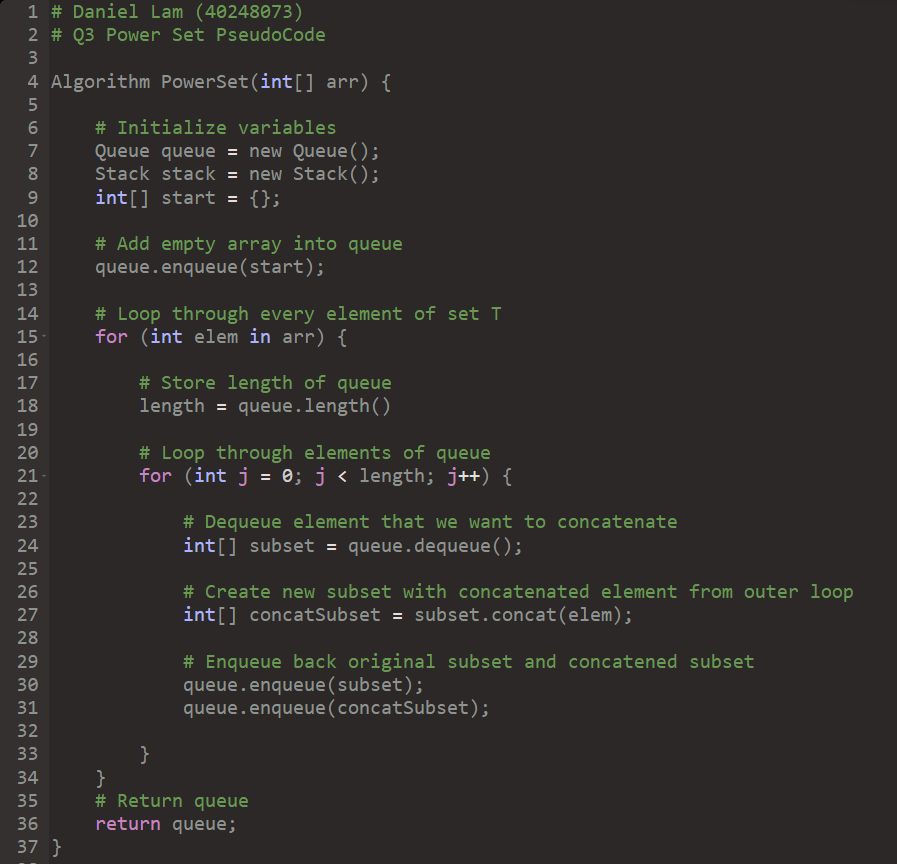 1 # Daniel Lam (40248073)
2 # Q3 Power Set PseudoCode
3
4 Algorithm PowerSet(int[] arr) {
5
6     # Initialize variables
7     Queue queue = new Queue();
8     Stack stack = new Stack();
9     int[] start = {};
10
11     # Add empty array into queue
12     queue.enqueue(start);
13
14     # Loop through every element of set T
15     for (int elem in arr) {
16
17         # Store length of queue
18         length = queue.length()
19
20         # Loop through elements of queue
21         for (int j = 0; j < length; j++) {
22
23             # Dequeue element that we want to concatenate
24             int[] subset = queue.dequeue();
25
26             # Create new subset with concatenated element from outer loop
27             int[] concatSubset = subset.concat(elem);
28
29             # Enqueue back original subset and concatened subset
30             queue.enqueue(subset);
31             queue.enqueue(concatSubset);
32
33         }
34     }
35     # Return queue
36     return queue;
37 }